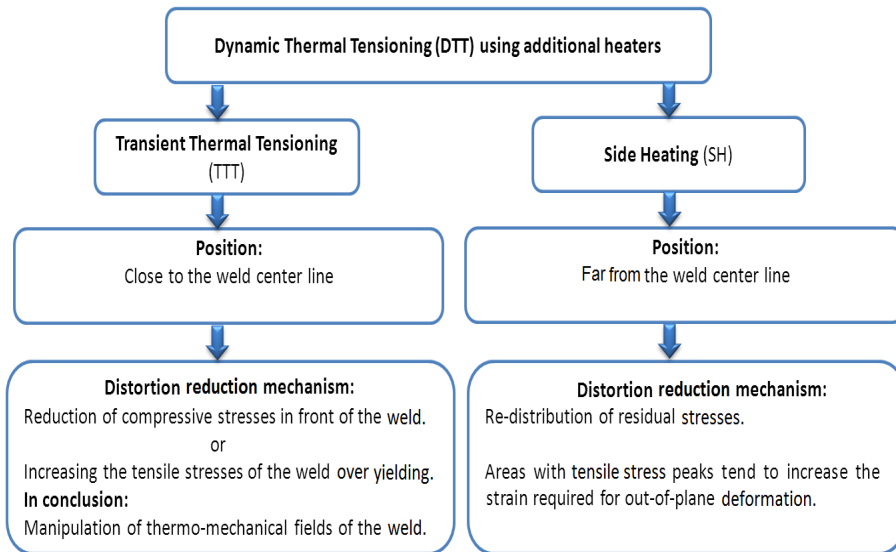 Dynamic Thermal Tensioning (DTT) using additional heaters
Transient Thermal Tensioning
(TTT)
Side Heating (SH)
Position:
Close to the weld center line
Position:
Far from the weld center line
Distortion reduction mechanism:
Reduction of compressive stresses in front of the weld.
or
Increasing the tensile stresses of the weld over yielding.
In conclusion:
Manipulation of thermo-mechanical fields of the weld.
Distortion reduction mechanism:
Re-distribution of residual stresses.
Areas with tensile stress peaks tend to increase the
strain required for out-of-plane deformation.